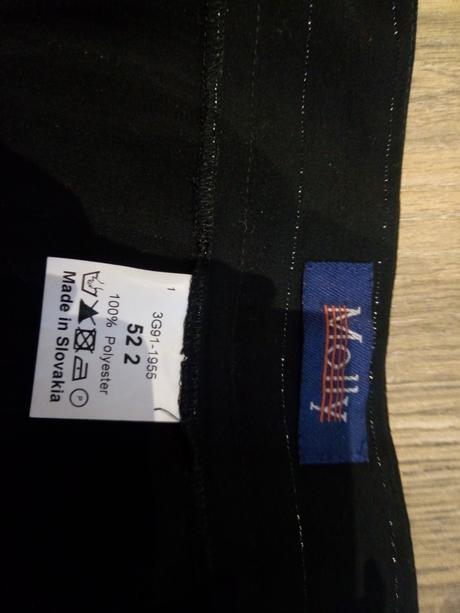 1
3G91-1955
52 2
100% Polyester
P
Made in Slovakia
Molly